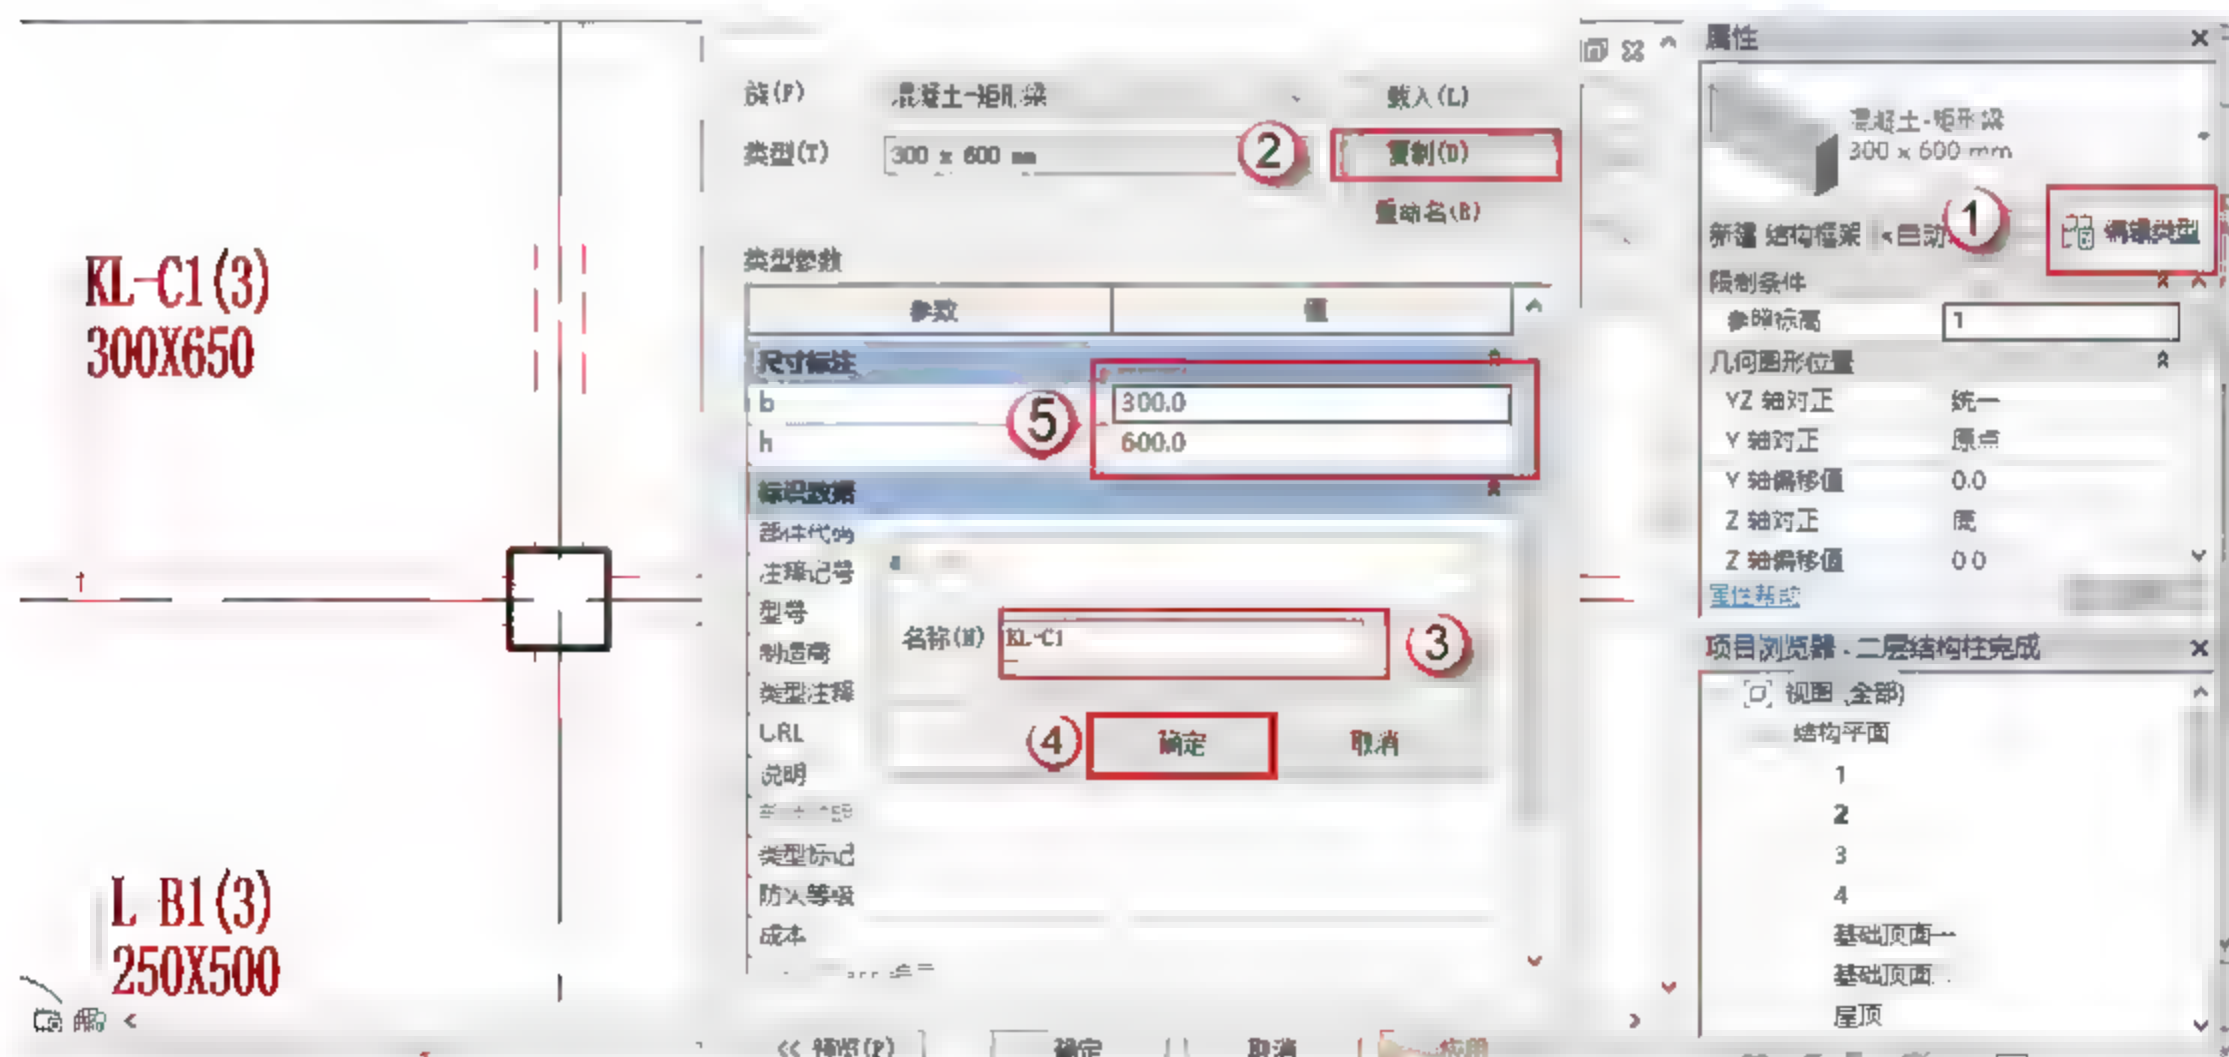 KL-C1(3)
300X650
L B1(3)
250X500
族(F)
混凝土-矩形梁
载入(L)
类型(T)
300 x 600 mm
②
复制(D)
重命名(R)
类型参数
参数
值
尺寸标注
b
300.0
⑤
h
600.0
标识数据
部件代码
注释记号
型号
制造商
类型注释
URL
说明
类型标记
防火等级
成本
名称(N)
KL-C1
③
④
确定
取消
<< 预览(P)
确定
取消
应用
属性
混凝土-矩形梁
300 x 600 mm
①
新建 结构框架
<自动
编辑类型
限制条件
参照标高
1
几何图形位置
YZ 轴对正
统一
Y 轴对正
原点
Y 轴偏移值
0.0
Z 轴对正
Z 轴偏移值
0.0
属性帮助
项目浏览器 - 二层结构柱完成
视图 (全部)
结构平面
1
2
3
4
基础顶面
基础顶面
屋顶